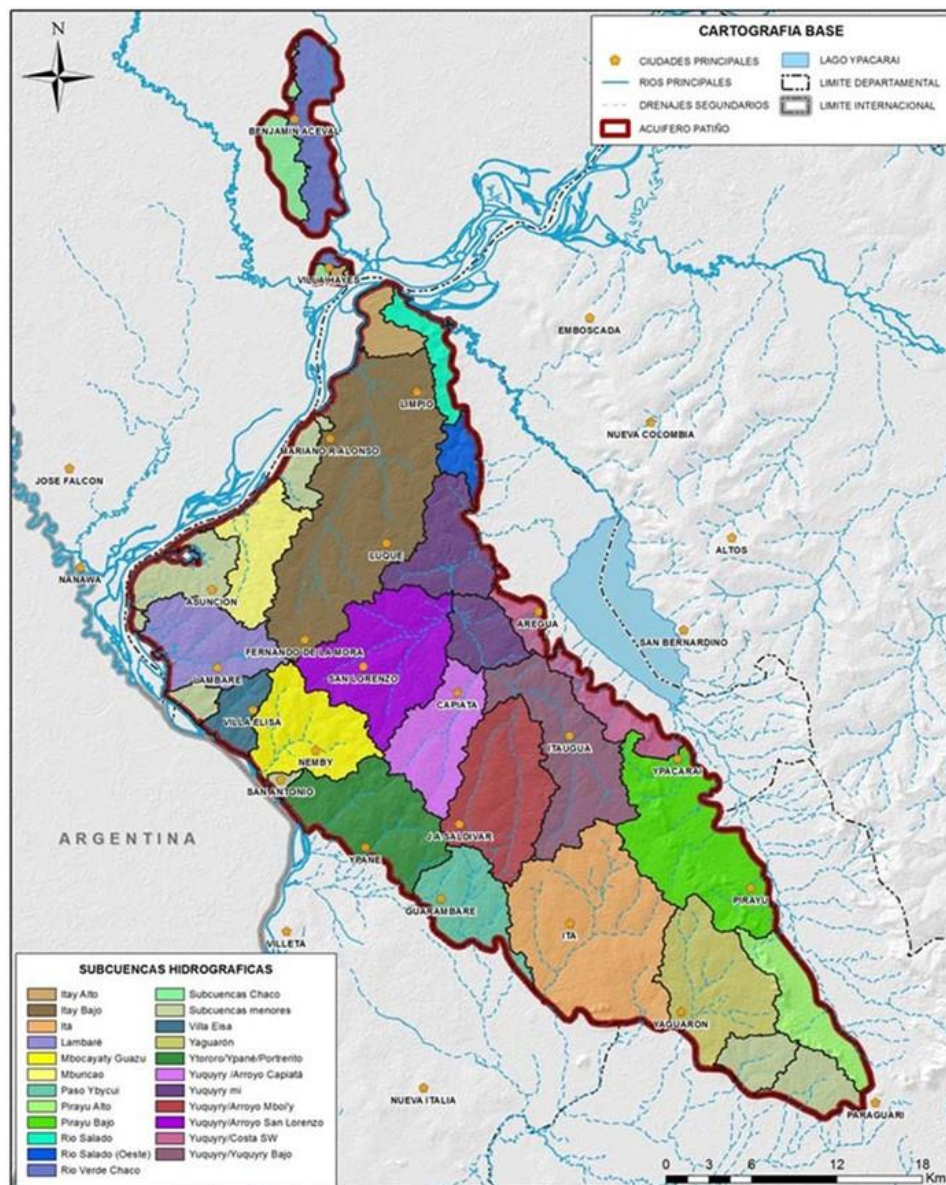 N
CARTOGRAFIA BASE
CIUDADES PRINCIPALES
RIOS PRINCIPALES
DRENAJES SEGUNDARIOS
ACUIFERO PATIÑO
LAGO YPACARAI
LIMITE DEPARTAMENTAL
LIMITE INTERNACIONAL
BENJAMIN ACEVAL
VILLA HAYES
EMBOSCADA
LIMPIO
NUEVA COLOMBIA
MARIANO R ALONSO
JOSE FALCON
LUQUE
ALTOS
NANAWA
ASUNCION
AREGUA
SAN BERNARDINO
FERNANDO DE LA MORA
LAMBARE
SAN LORENZO
CAPIATA
VILLA ELISA
ITAUGUA
NEMBY
YPACARAI
SAN ANTONIO
ARGENTINA
J.A.SALDIVAR
YPANE
PIRAYU
GUARAMBARE
ITA
VILLETA
YAGUARON
NUEVA ITALIA
PARAGUARI
SUBCUENCAS HIDROGRAFICAS
Itay Alto
Itay Bajo
Itá
Lambaré
Mbocayaty Guazu
Mburicao
Paso Ybycui
Pirayu Alto
Pirayu Bajo
Rio Salado
Rio Salado (Oeste)
Rio Verde Chaco
Subcuencas Chaco
Subcuencas menores
Villa Eisa
Yaguarón
Ytororo/Ypané/Portrerito
Yuquyry /Arroyo Capiatá
Yuquyry mi
Yuquyry/Arroyo Mboi'y
Yuquyry/Arroyo San Lorenzo
Yuquyry/Costa SW
Yuquyry/Yuquyry Bajo
0 3 6 12 18
Km